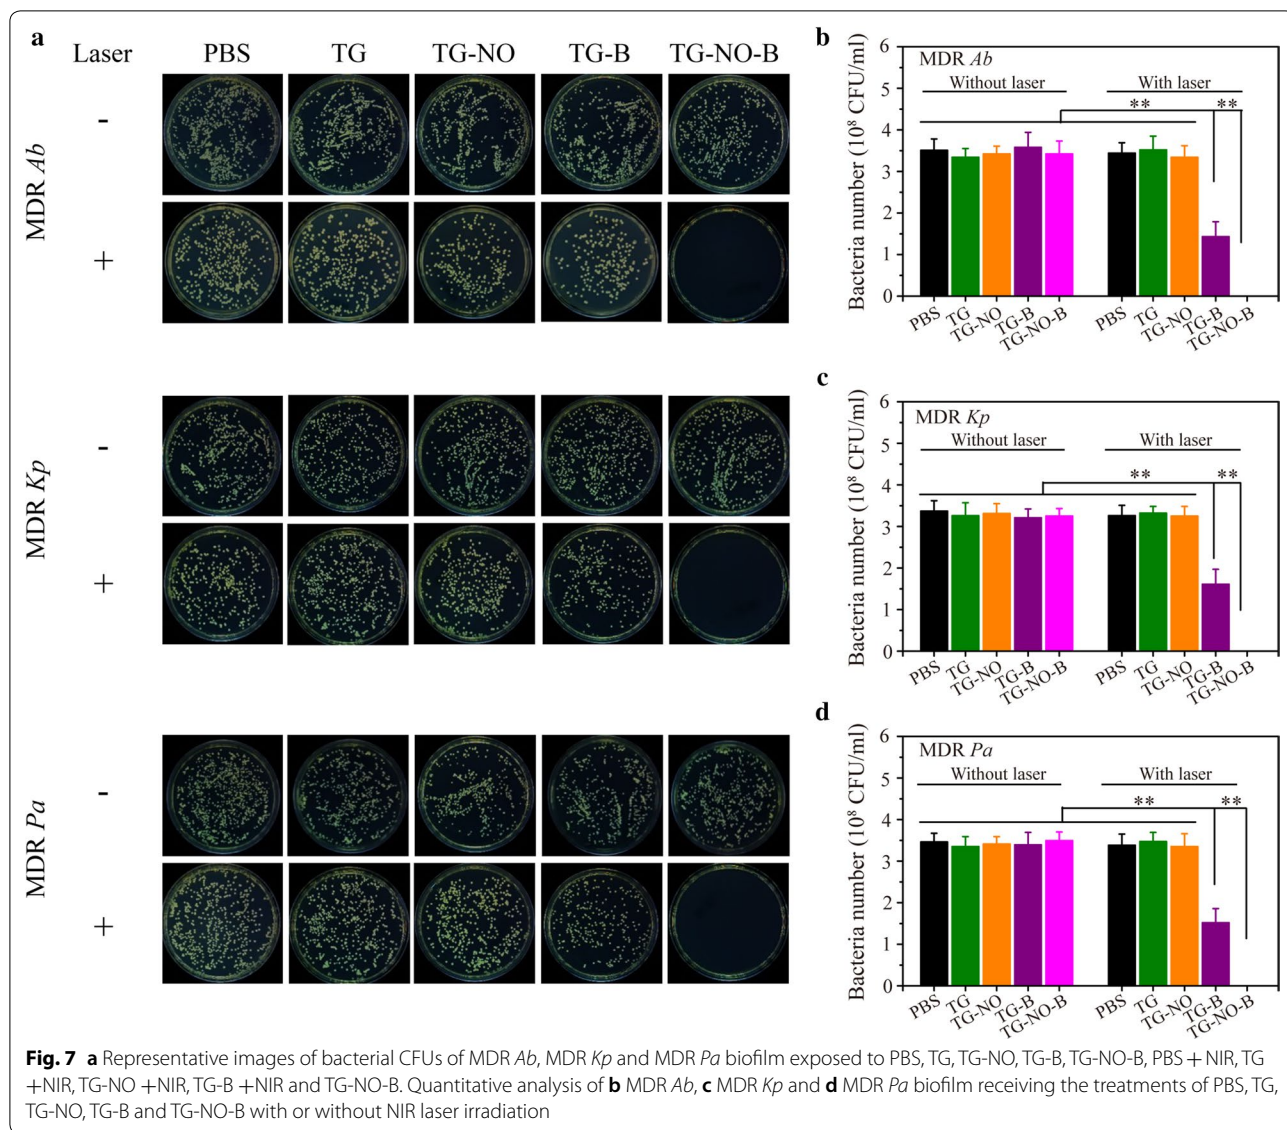 a
Laser PBS TG TG-NO TG-B TG-NO-B
MDR Ab
-
+
MDR Kp
-
+
MDR Pa
-
+
b
MDR Ab
Without laser With laser
** **
Bacteria number (10⁸ CFU/ml)
6
5
4
3
2
1
0
PBS TG TG-NO TG-B TG-NO-B PBS TG TG-NO TG-B TG-NO-B
c
MDR Kp
Without laser With laser
** **
Bacteria number (10⁸ CFU/ml)
6
5
4
3
2
1
0
PBS TG TG-NO TG-B TG-NO-B PBS TG TG-NO TG-B TG-NO-B
d
MDR Pa
Without laser With laser
** **
Bacteria number (10⁸ CFU/ml)
6
5
4
3
2
1
0
PBS TG TG-NO TG-B TG-NO-B PBS TG TG-NO TG-B TG-NO-B
Fig. 7 a Representative images of bacterial CFUs of MDR Ab, MDR Kp and MDR Pa biofilm exposed to PBS, TG, TG-NO, TG-B, TG-NO-B, PBS + NIR, TG
+NIR, TG-NO +NIR, TG-B +NIR and TG-NO-B. Quantitative analysis of b MDR Ab, c MDR Kp and d MDR Pa biofilm receiving the treatments of PBS, TG,
TG-NO, TG-B and TG-NO-B with or without NIR laser irradiation